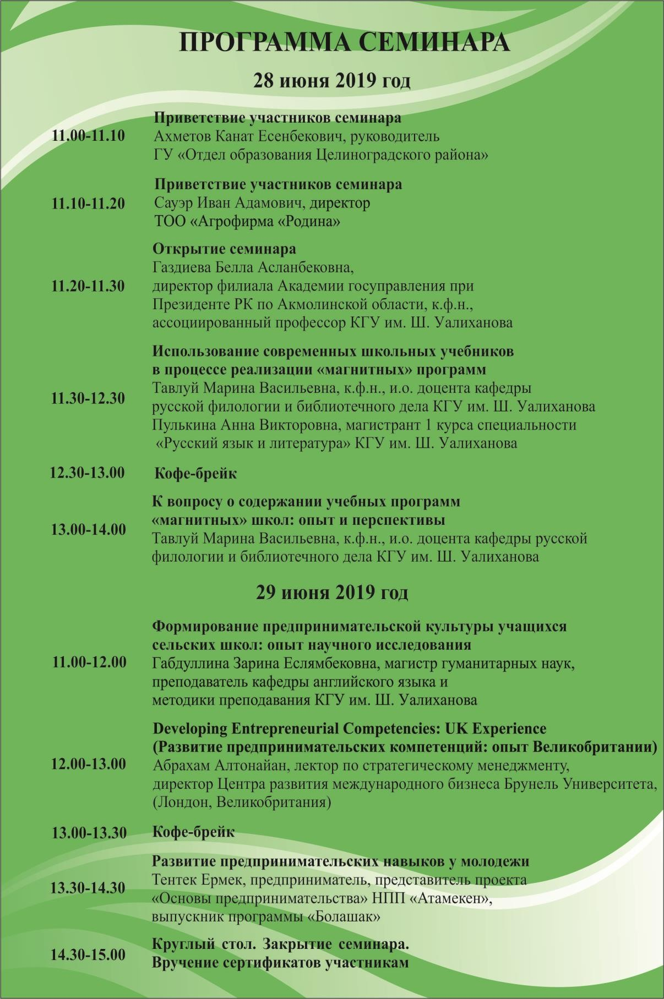 ПРОГРАММА СЕМИНАРА
28 июня 2019 год
11.00-11.10
Приветствие участников семинара
Ахметов Канат Есенбекович, руководитель
ГУ «Отдел образования Целиноградского района»
11.10-11.20
Приветствие участников семинара
Сауэр Иван Адамович, директор
ТОО «Агрофирма «Родина»
11.20-11.30
Открытие семинара
Газдиева Белла Асланбековна,
директор филиала Академии госуправления при
Президенте РК по Акмолинской области, к.ф.н.,
ассоциированный профессор КГУ им. Ш. Уалиханова
11.30-12.30
Использование современных школьных учебников
в процессе реализации «магнитных» программ
Тавлуй Марина Васильевна, к.ф.н., и.о. доцента кафедры
русской филологии и библиотечного дела КГУ им. Ш. Уалиханова
Пулькина Анна Викторовна, магистрант 1 курса специальности
«Русский язык и литература» КГУ им. Ш. Уалиханова
12.30-13.00
Кофе-брейк
13.00-14.00
К вопросу о содержании учебных программ
«магнитных» школ: опыт и перспективы
Тавлуй Марина Васильевна, к.ф.н., и.о. доцента кафедры русской
филологии и библиотечного дела КГУ им. Ш. Уалиханова
29 июня 2019 год
11.00-12.00
Формирование предпринимательской культуры учащихся
сельских школ: опыт научного исследования
Габдуллина Зарина Еслямбековна, магистр гуманитарных наук,
преподаватель кафедры английского языка и
методики преподавания КГУ им. Ш. Уалиханова
12.00-13.00
Developing Entrepreneurial Competencies: UK Experience
(Развитие предпринимательских компетенций: опыт Великобритании)
Абрахам Алтонайан, лектор по стратегическому менеджменту,
директор Центра развития международного бизнеса Брунель Университета,
(Лондон, Великобритания)
13.00-13.30
Кофе-брейк
13.30-14.30
Развитие предпринимательских навыков у молодежи
Тентек Ермек, предприниматель, представитель проекта
«Основы предпринимательства» НПП «Атамекен»,
выпускник программы «Болашак»
14.30-15.00
Круглый стол. Закрытие семинара.
Вручение сертификатов участникам